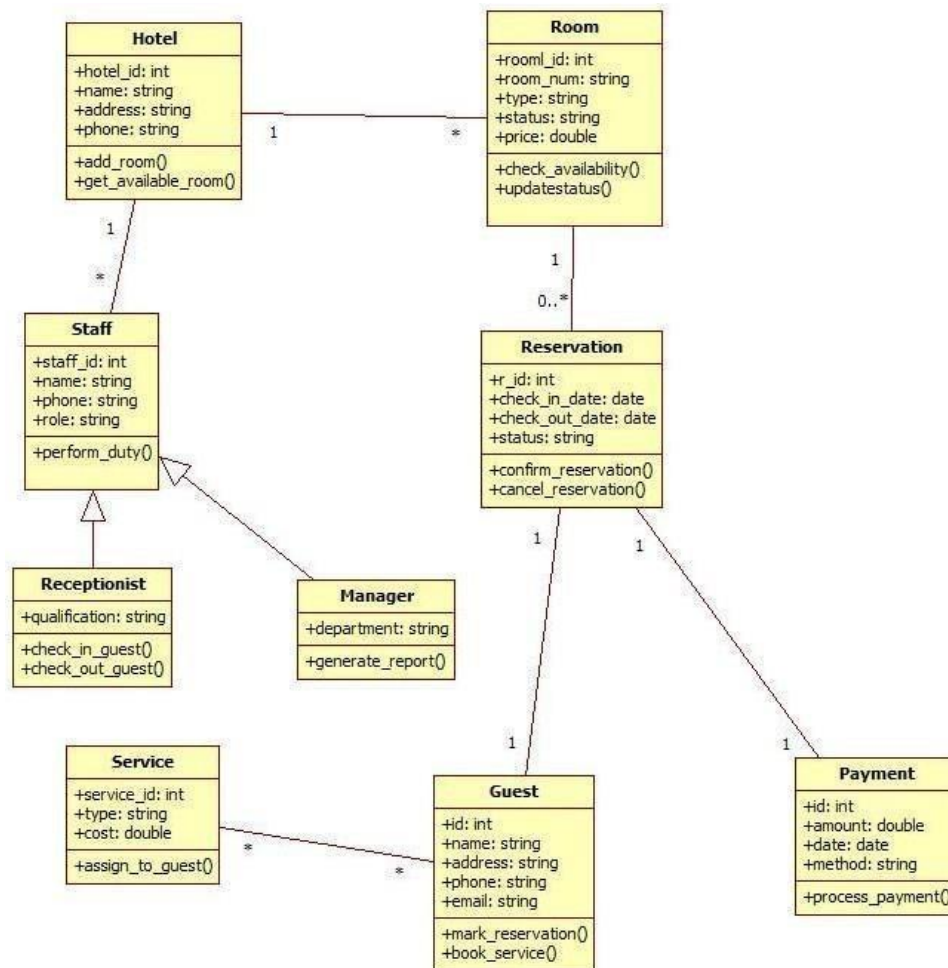 Hotel
+hotel_id: int
+name: string
+address: string
+phone: string
+add_room()
+get_available_room()
Room
+rooml_id: int
+room_num: string
+type: string
+status: string
+price: double
+check_availability()
+updatestatus()
1
*
1
*
1
0..*
Staff
+staff_id: int
+name: string
+phone: string
+role: string
+perform_duty()
Reservation
+r_id: int
+check_in_date: date
+check_out_date: date
+status: string
+confirm_reservation()
+cancel_reservation()
1
1
Receptionist
+qualification: string
+check_in_guest()
+check_out_guest()
Manager
+department: string
+generate_report()
1
1
Service
+service_id: int
+type: string
+cost: double
+assign_to_guest()
*
*
Guest
+id: int
+name: string
+address: string
+phone: string
+email: string
+mark_reservation()
+book_service()
Payment
+id: int
+amount: double
+date: date
+method: string
+process_payment()